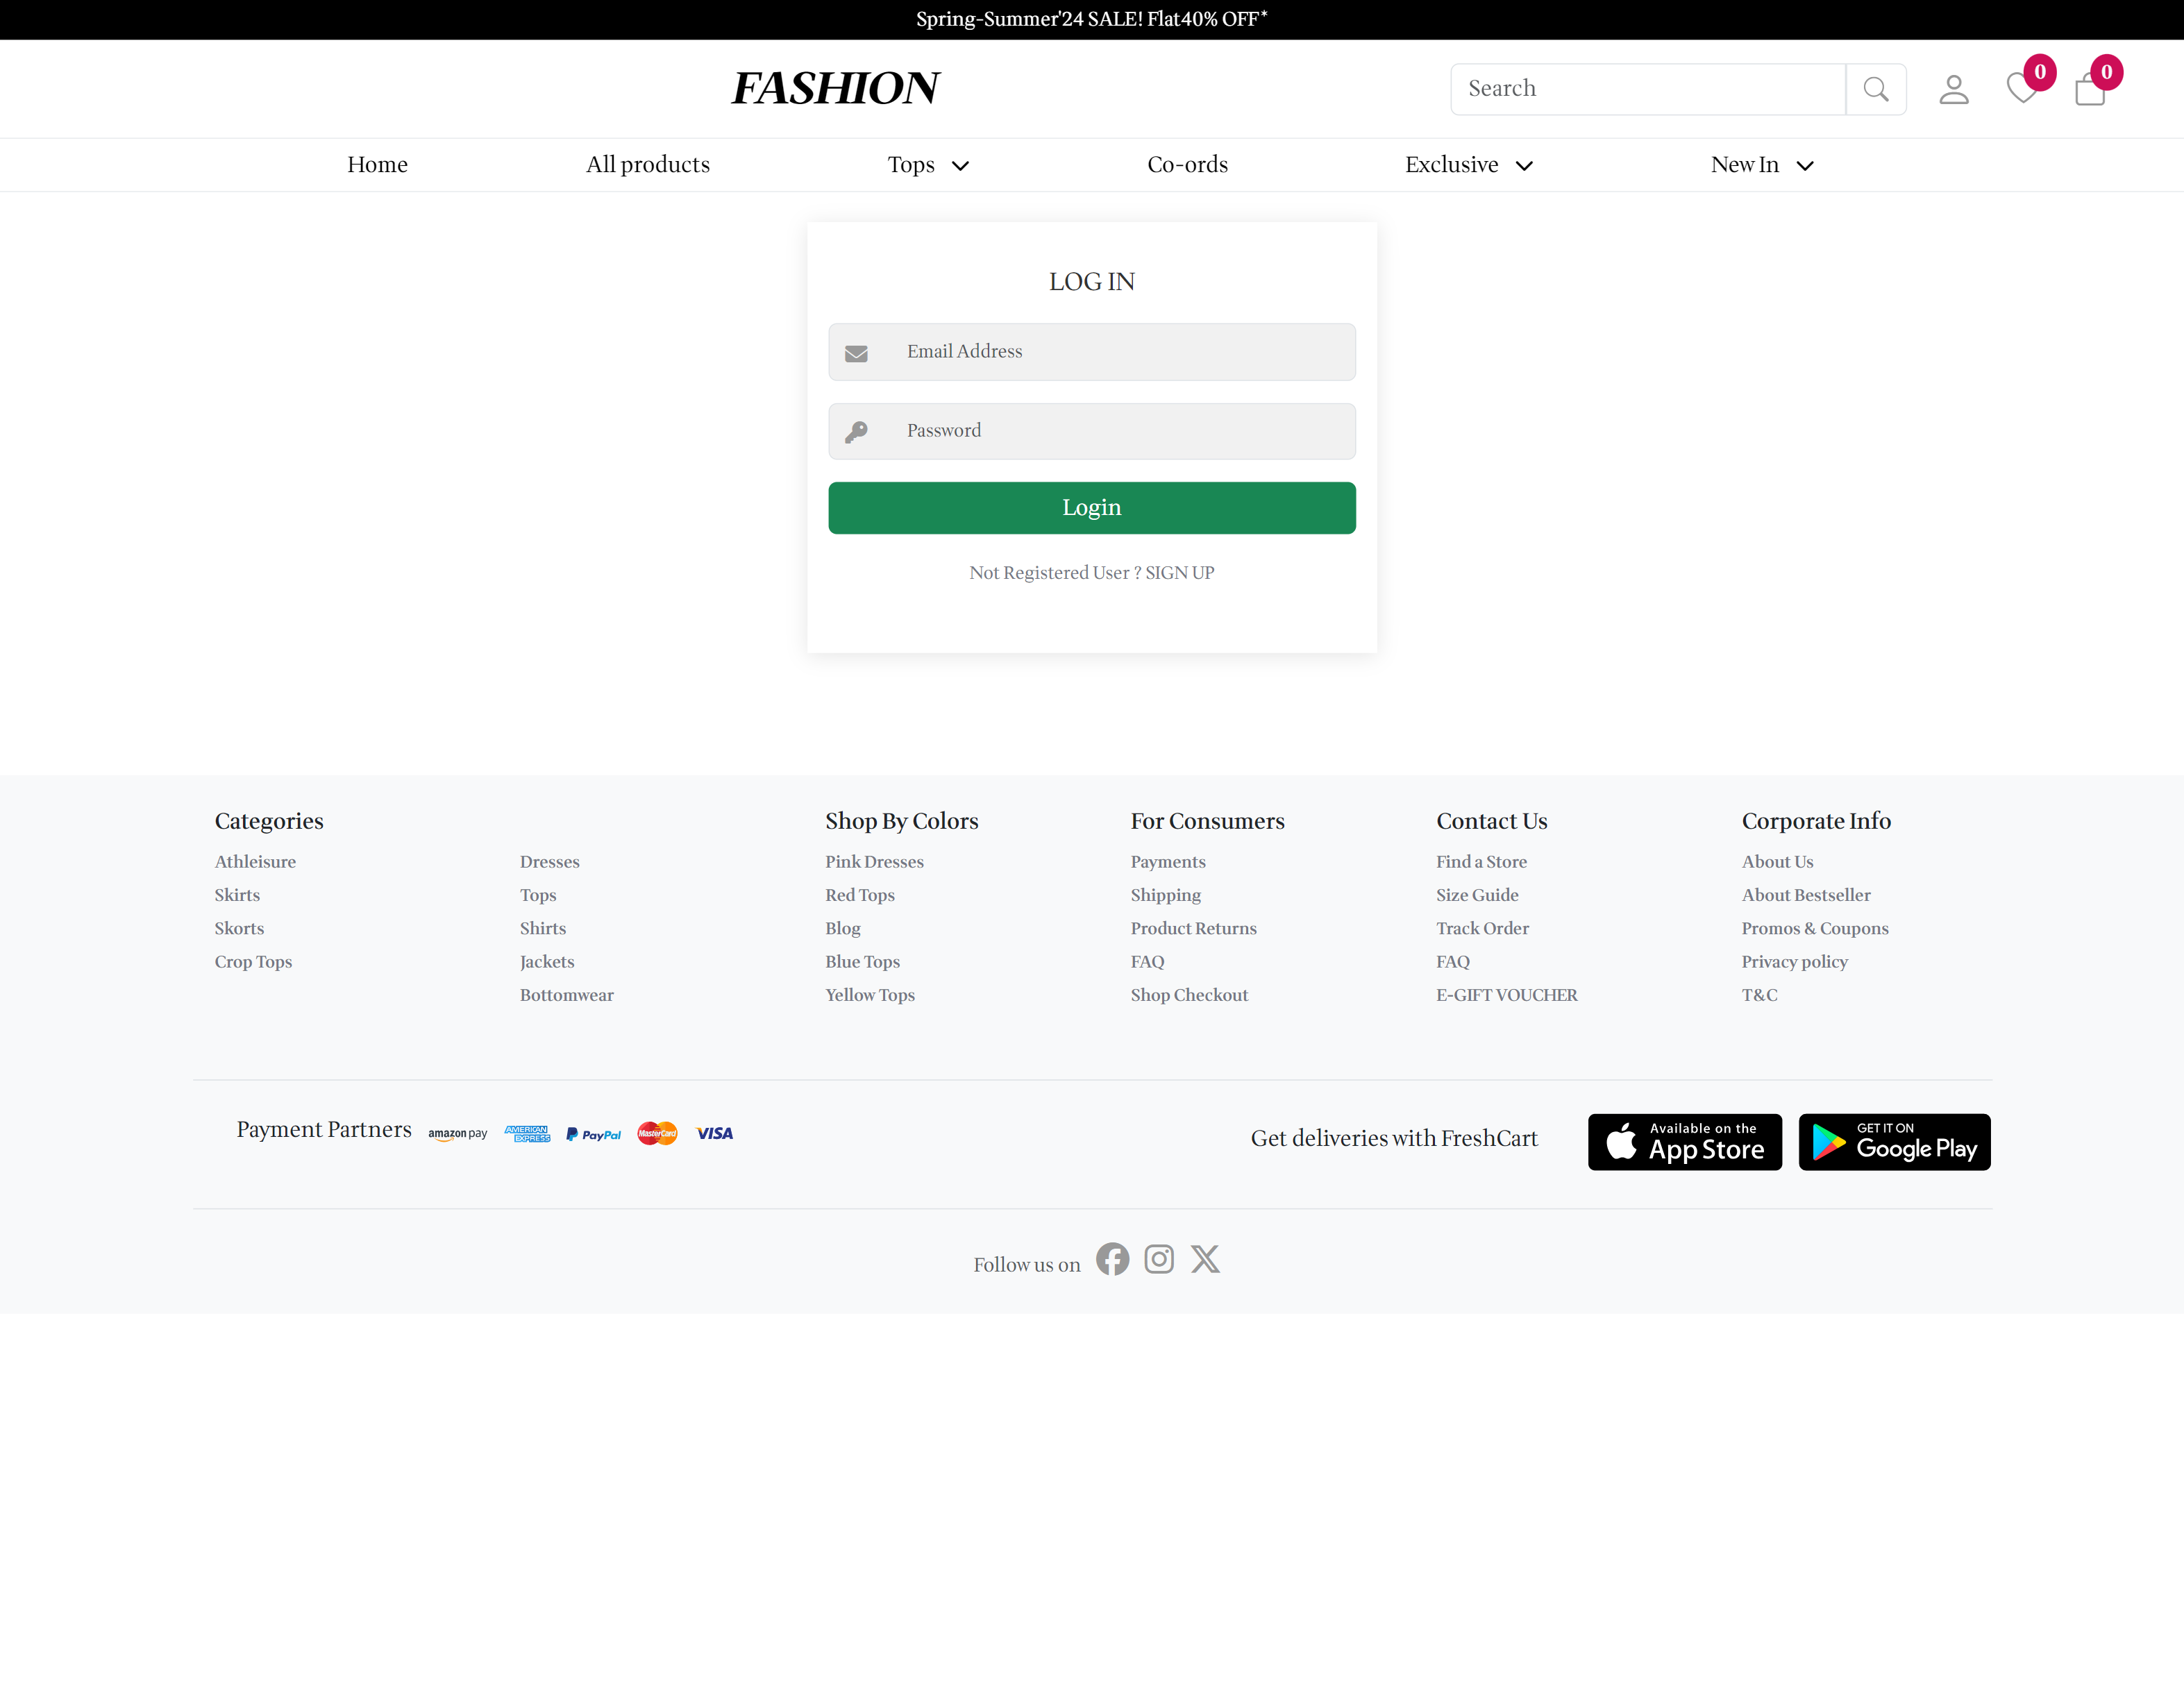 Spring-Summer'24 SALE! Flat40% OFF*
FASHION
Search
0
0
Home All products Tops Co-ords Exclusive New In
LOG IN
Email Address
Password
Login
Not Registered User ? SIGN UP
Categories
Athleisure
Skirts
Skorts
Crop Tops
Dresses
Tops
Shirts
Jackets
Bottomwear
Shop By Colors
Pink Dresses
Red Tops
Blog
Blue Tops
Yellow Tops
For Consumers
Payments
Shipping
Product Returns
FAQ
Shop Checkout
Contact Us
Find a Store
Size Guide
Track Order
FAQ
E-GIFT VOUCHER
Corporate Info
About Us
About Bestseller
Promos & Coupons
Privacy policy
T&C
Payment Partners
amazon pay
AMERICAN
EXPRESS
PayPal
MasterCard
VISA
Get deliveries with FreshCart
Available on the
App Store
GET IT ON
Google Play
Follow us on